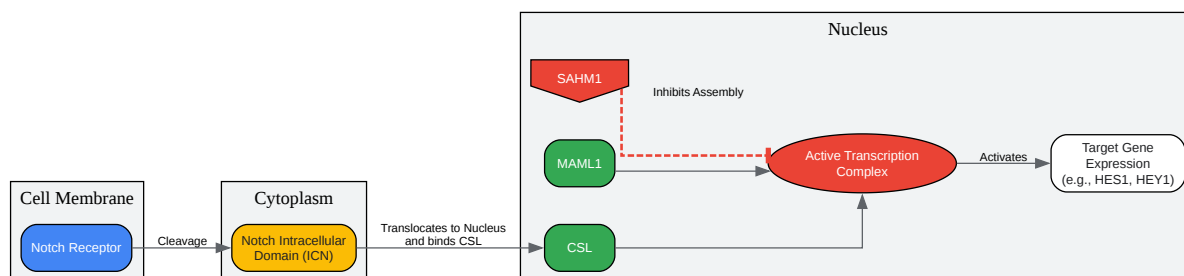 Nucleus
SAHM1
Inhibits Assembly
MAML1
Active Transcription
Complex
Activates
Target Gene
Expression
(e.g., HES1, HEY1)
Cell Membrane
Notch Receptor
Cleavage
Cytoplasm
Notch Intracellular
Domain (ICN)
Translocates to Nucleus
and binds CSL
CSL